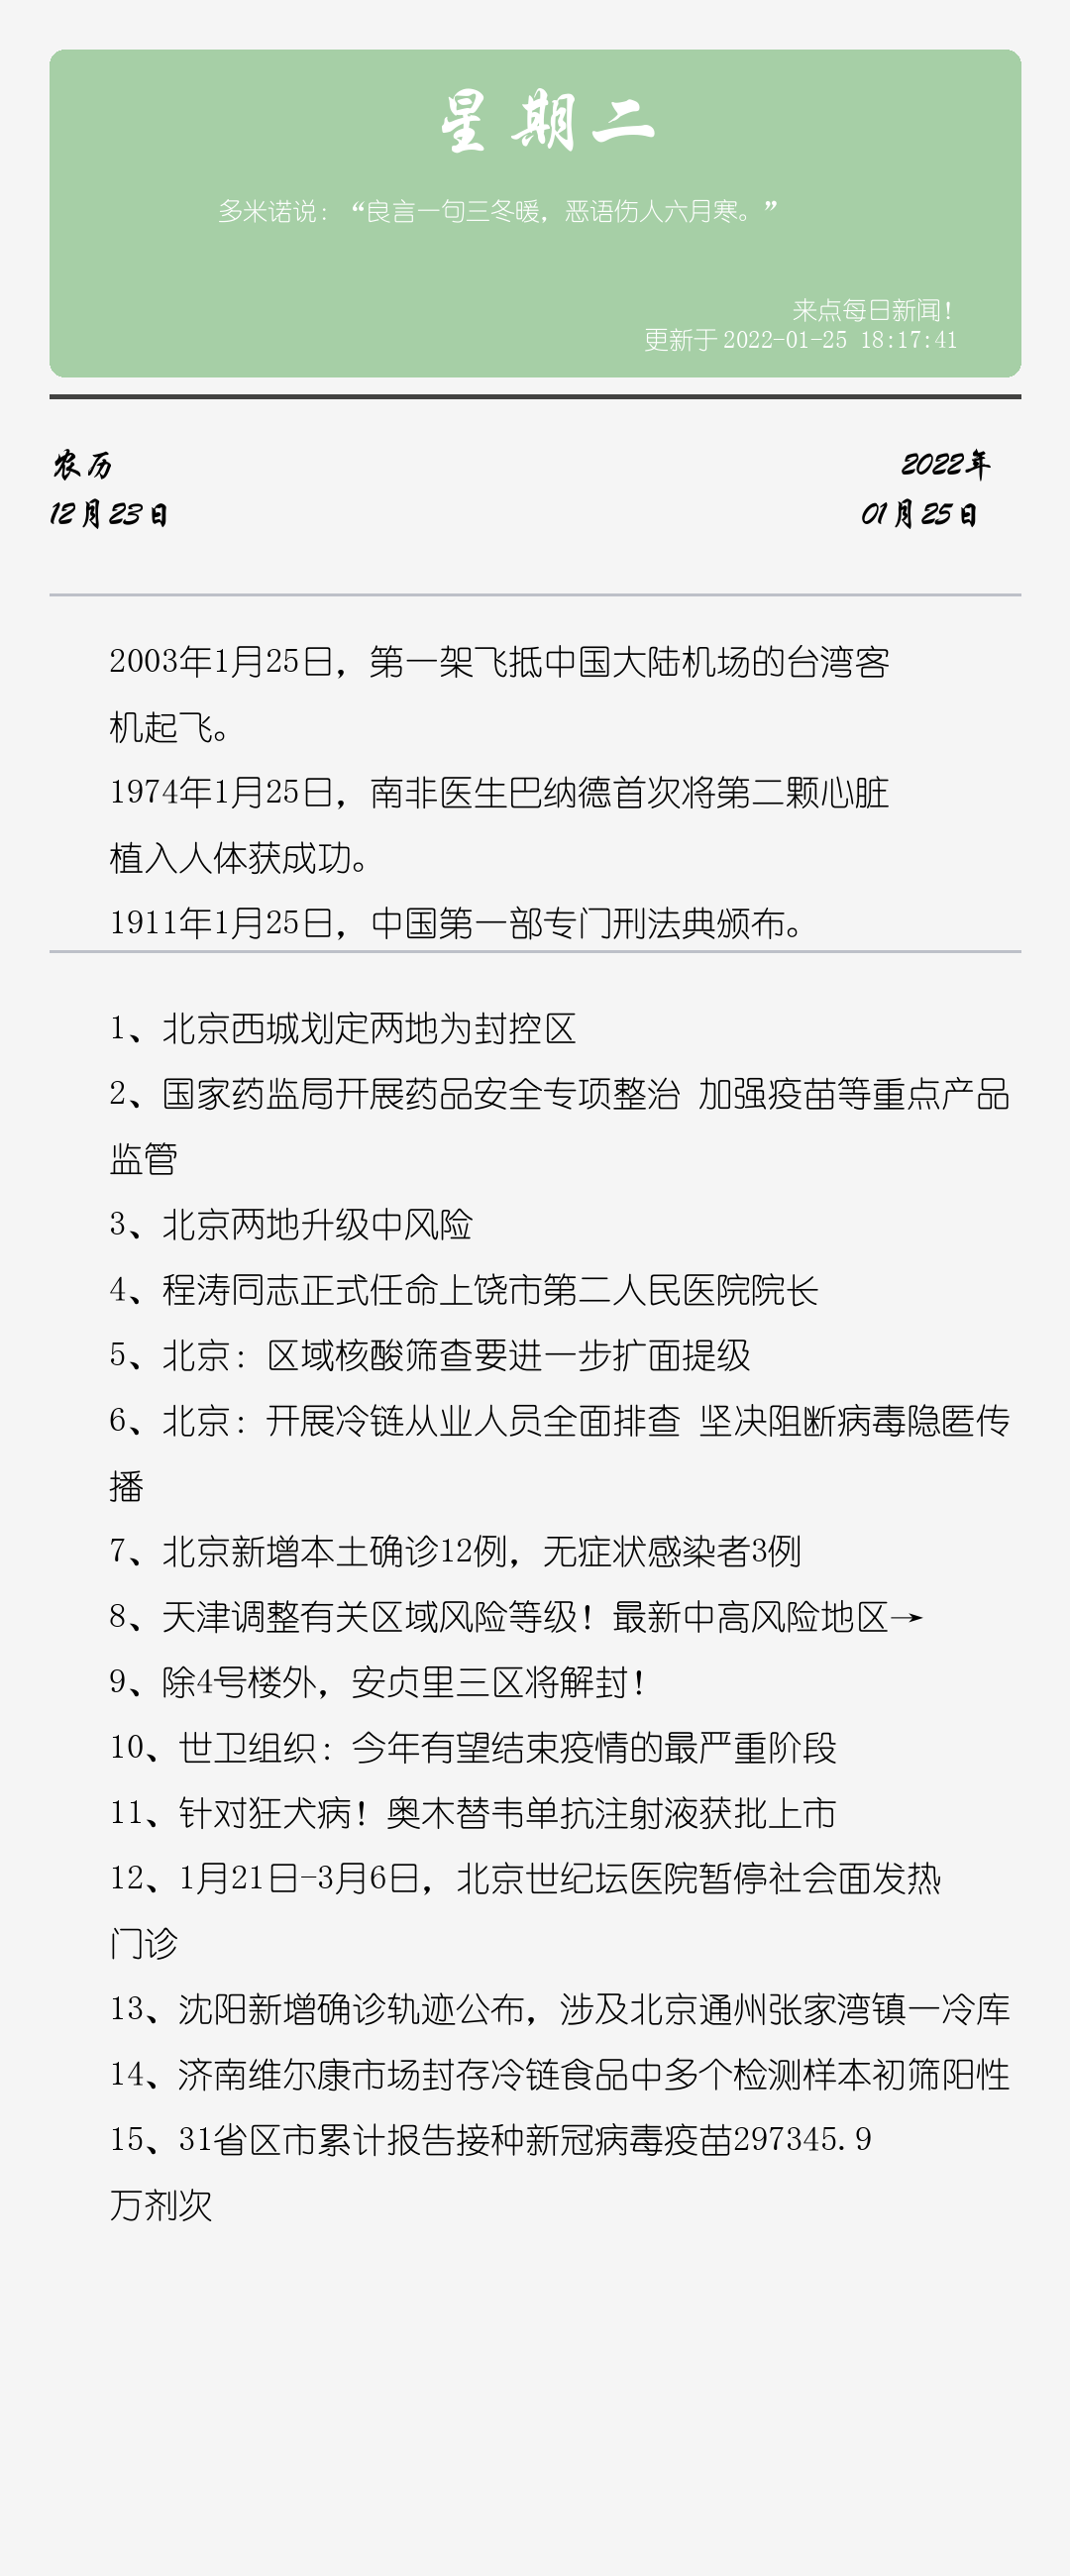 星期二
多米诺说：“良言一句三冬暖，恶语伤人六月寒。”
来点每日新闻！
更新于 2022-01-25 18:17:41
农历
12月23日
2022年
01月25日
2003年1月25日，第一架飞抵中国大陆机场的台湾客
机起飞。
1974年1月25日，南非医生巴纳德首次将第二颗心脏
植入人体获成功。
1911年1月25日，中国第一部专门刑法典颁布。
1、北京西城划定两地为封控区
2、国家药监局开展药品安全专项整治 加强疫苗等重点产品
监管
3、北京两地升级中风险
4、程涛同志正式任命上饶市第二人民医院院长
5、北京：区域核酸筛查要进一步扩面提级
6、北京：开展冷链从业人员全面排查 坚决阻断病毒隐匿传
播
7、北京新增本土确诊12例，无症状感染者3例
8、天津调整有关区域风险等级！最新中高风险地区→
9、除4号楼外，安贞里三区将解封！
10、世卫组织：今年有望结束疫情的最严重阶段
11、针对狂犬病！奥木替韦单抗注射液获批上市
12、1月21日-3月6日，北京世纪坛医院暂停社会面发热
门诊
13、沈阳新增确诊轨迹公布，涉及北京通州张家湾镇一冷库
14、济南维尔康市场封存冷链食品中多个检测样本初筛阳性
15、31省区市累计报告接种新冠病毒疫苗297345.9
万剂次